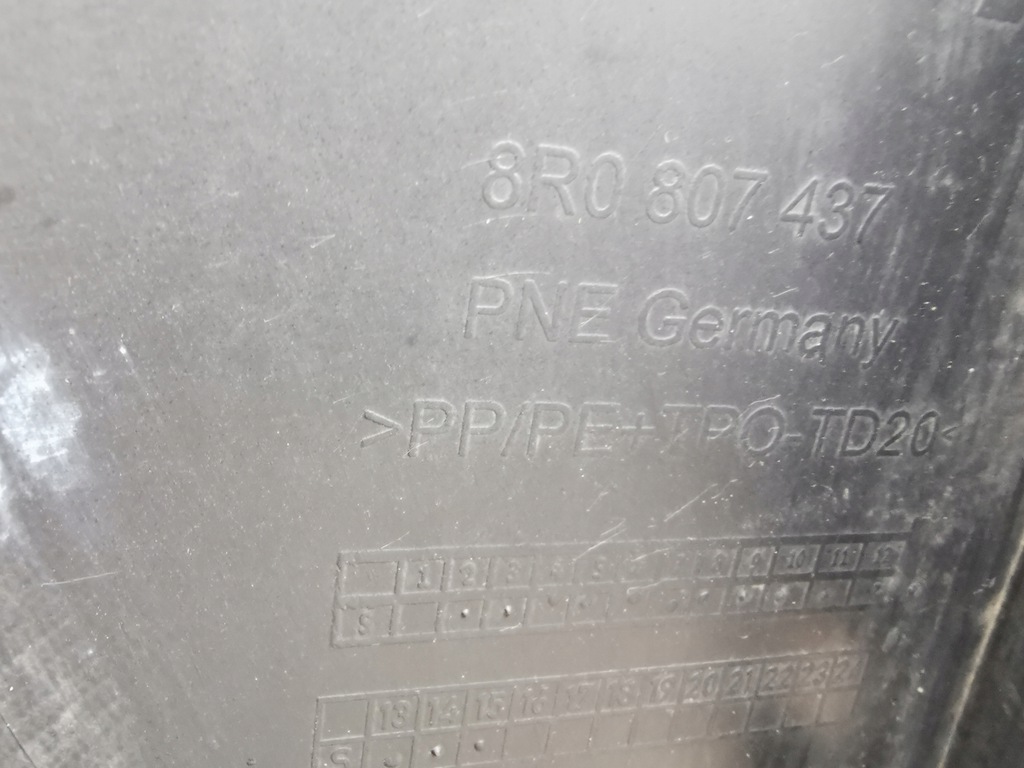 8R0 807 437
PNE Germany
>PP/PE+TPO-TD20<
1 2 3 4 5 6 7 8 9 10 11 12
S
13 14 15 16 17 18 19 20 21 22 23 24
S